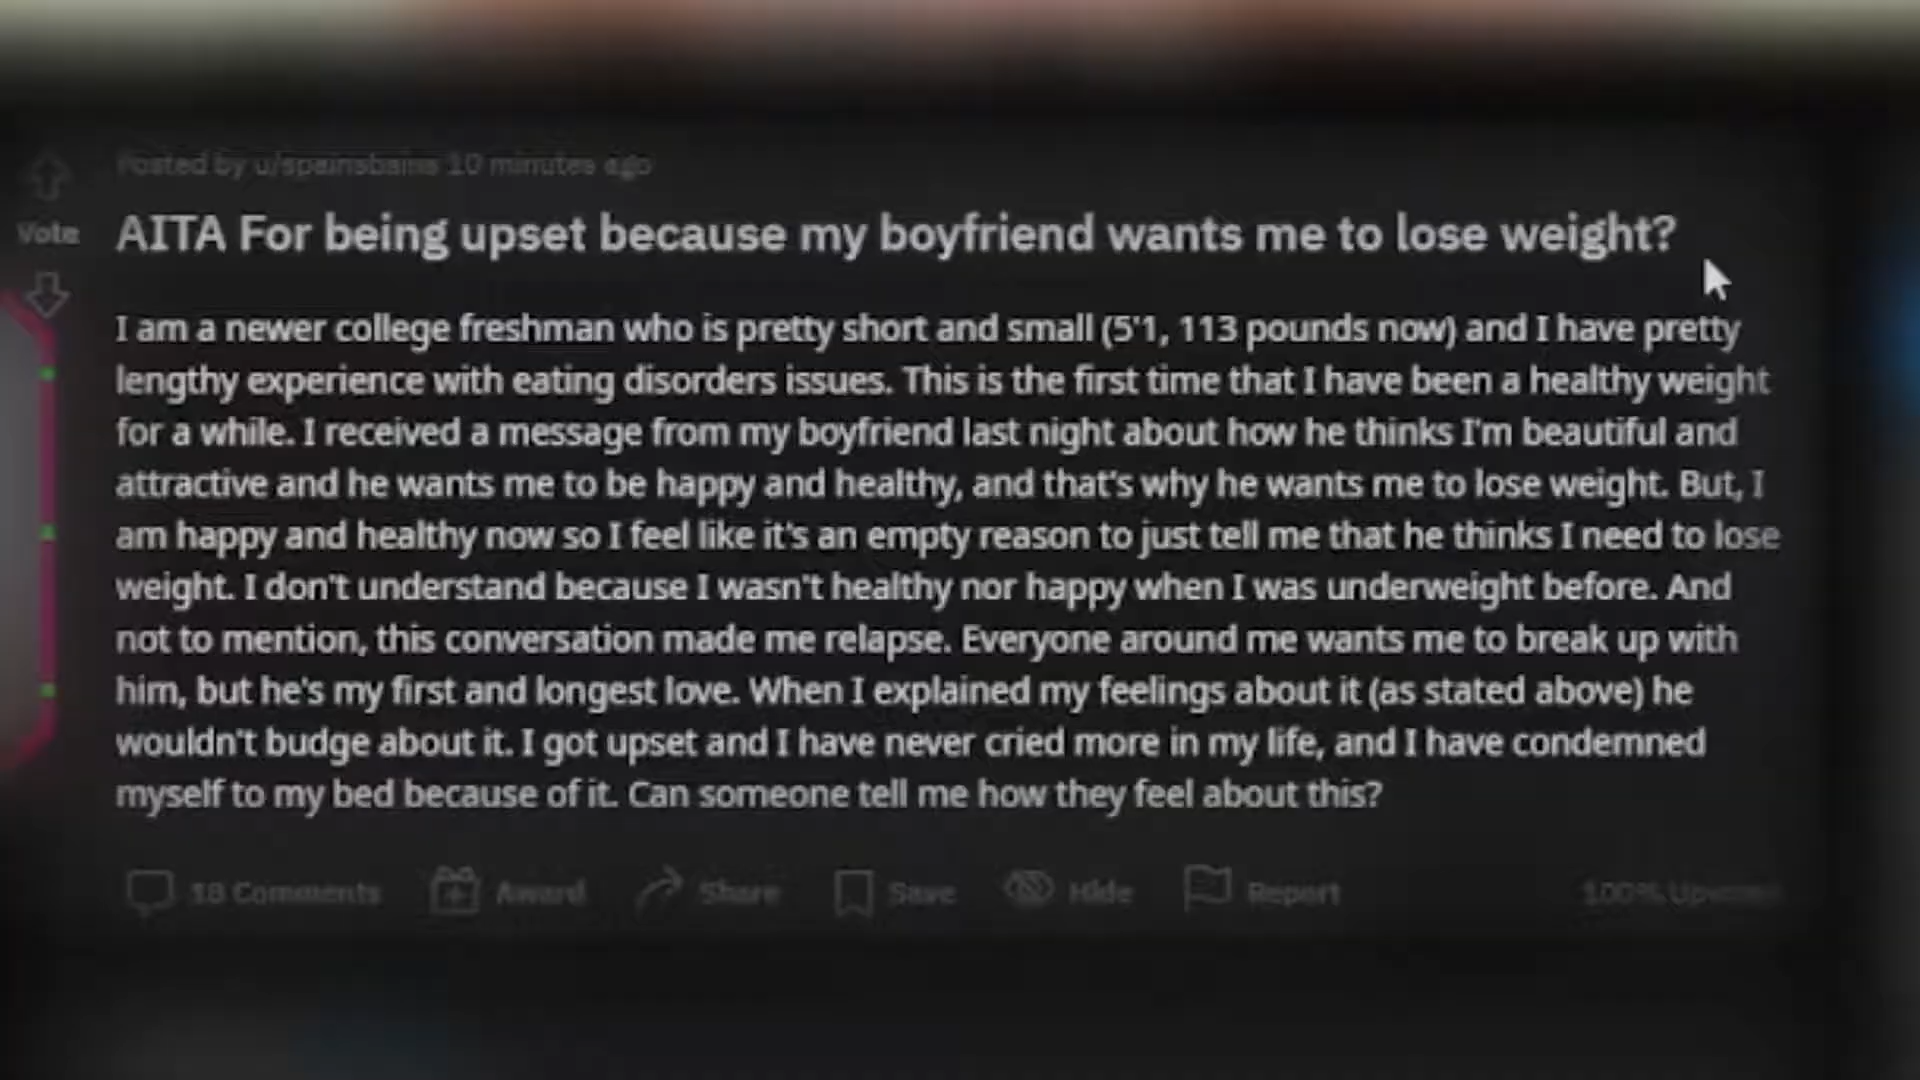 Posted by u/spainsbains 10 minutes ago
Vote
AITA For being upset because my boyfriend wants me to lose weight?
I am a newer college freshman who is pretty short and small (5'1, 113 pounds now) and I have pretty
lengthy experience with eating disorders issues. This is the first time that I have been a healthy weight
for a while. I received a message from my boyfriend last night about how he thinks I'm beautiful and
attractive and he wants me to be happy and healthy, and that's why he wants me to lose weight. But, I
am happy and healthy now so I feel like it's an empty reason to just tell me that he thinks I need to lose
weight. I don't understand because I wasn't healthy nor happy when I was underweight before. And
not to mention, this conversation made me relapse. Everyone around me wants me to break up with
him, but he's my first and longest love. When I explained my feelings about it (as stated above) he
wouldn't budge about it. I got upset and I have never cried more in my life, and I have condemned
myself to my bed because of it. Can someone tell me how they feel about this?
18 Comments Award Share Save Hide Report 100%